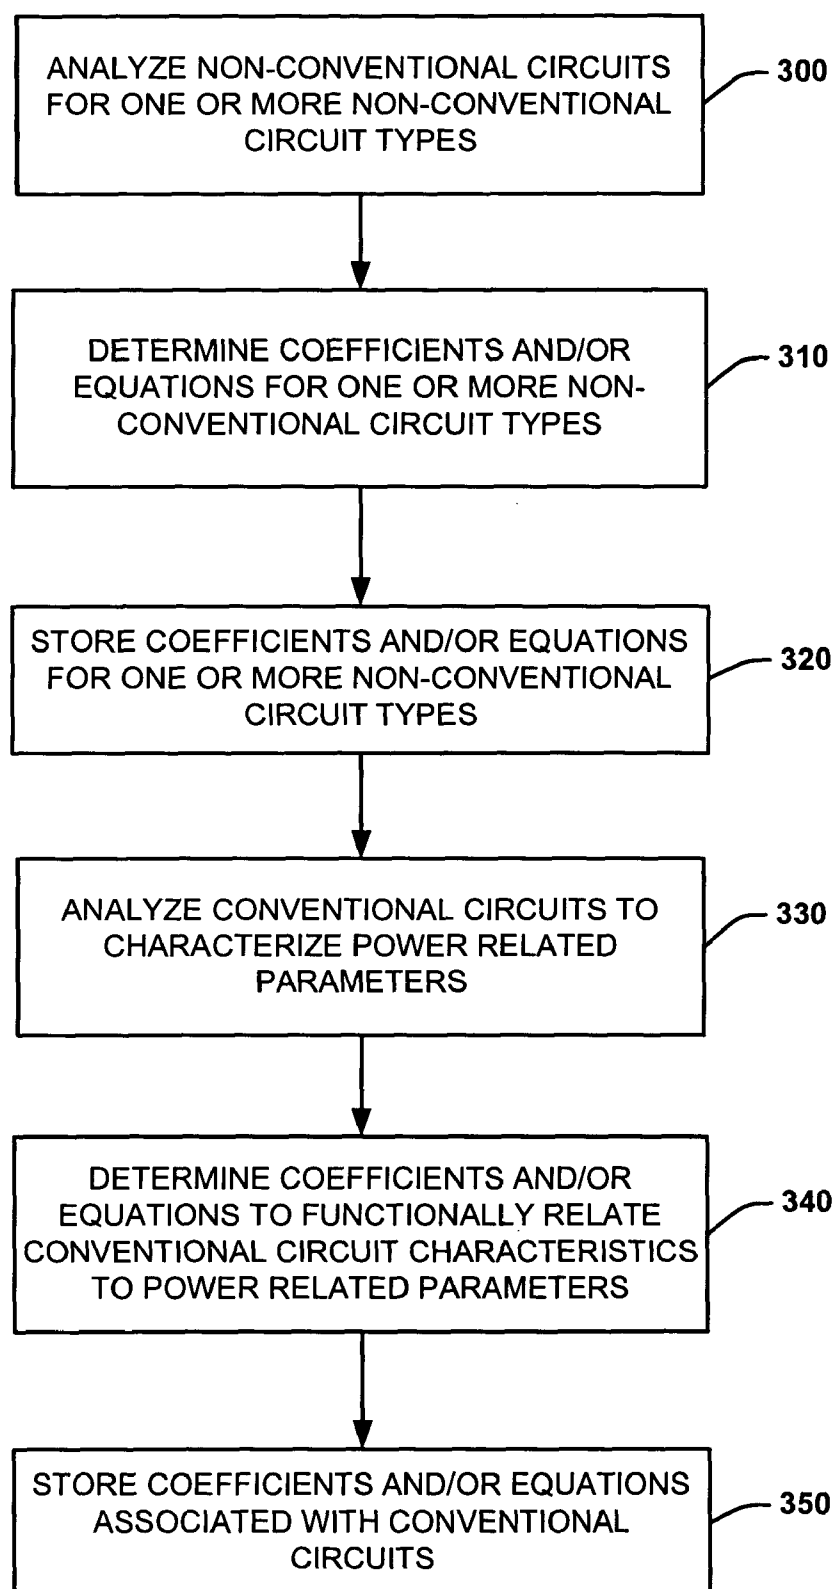 ANALYZE NON-CONVENTIONAL CIRCUITS
FOR ONE OR MORE NON-CONVENTIONAL
CIRCUIT TYPES
300
DETERMINE COEFFICIENTS AND/OR
EQUATIONS FOR ONE OR MORE NON-
CONVENTIONAL CIRCUIT TYPES
310
STORE COEFFICIENTS AND/OR EQUATIONS
FOR ONE OR MORE NON-CONVENTIONAL
CIRCUIT TYPES
320
ANALYZE CONVENTIONAL CIRCUITS TO
CHARACTERIZE POWER RELATED
PARAMETERS
330
DETERMINE COEFFICIENTS AND/OR
EQUATIONS TO FUNCTIONALLY RELATE
CONVENTIONAL CIRCUIT CHARACTERISTICS
TO POWER RELATED PARAMETERS
340
STORE COEFFICIENTS AND/OR EQUATIONS
ASSOCIATED WITH CONVENTIONAL
CIRCUITS
350